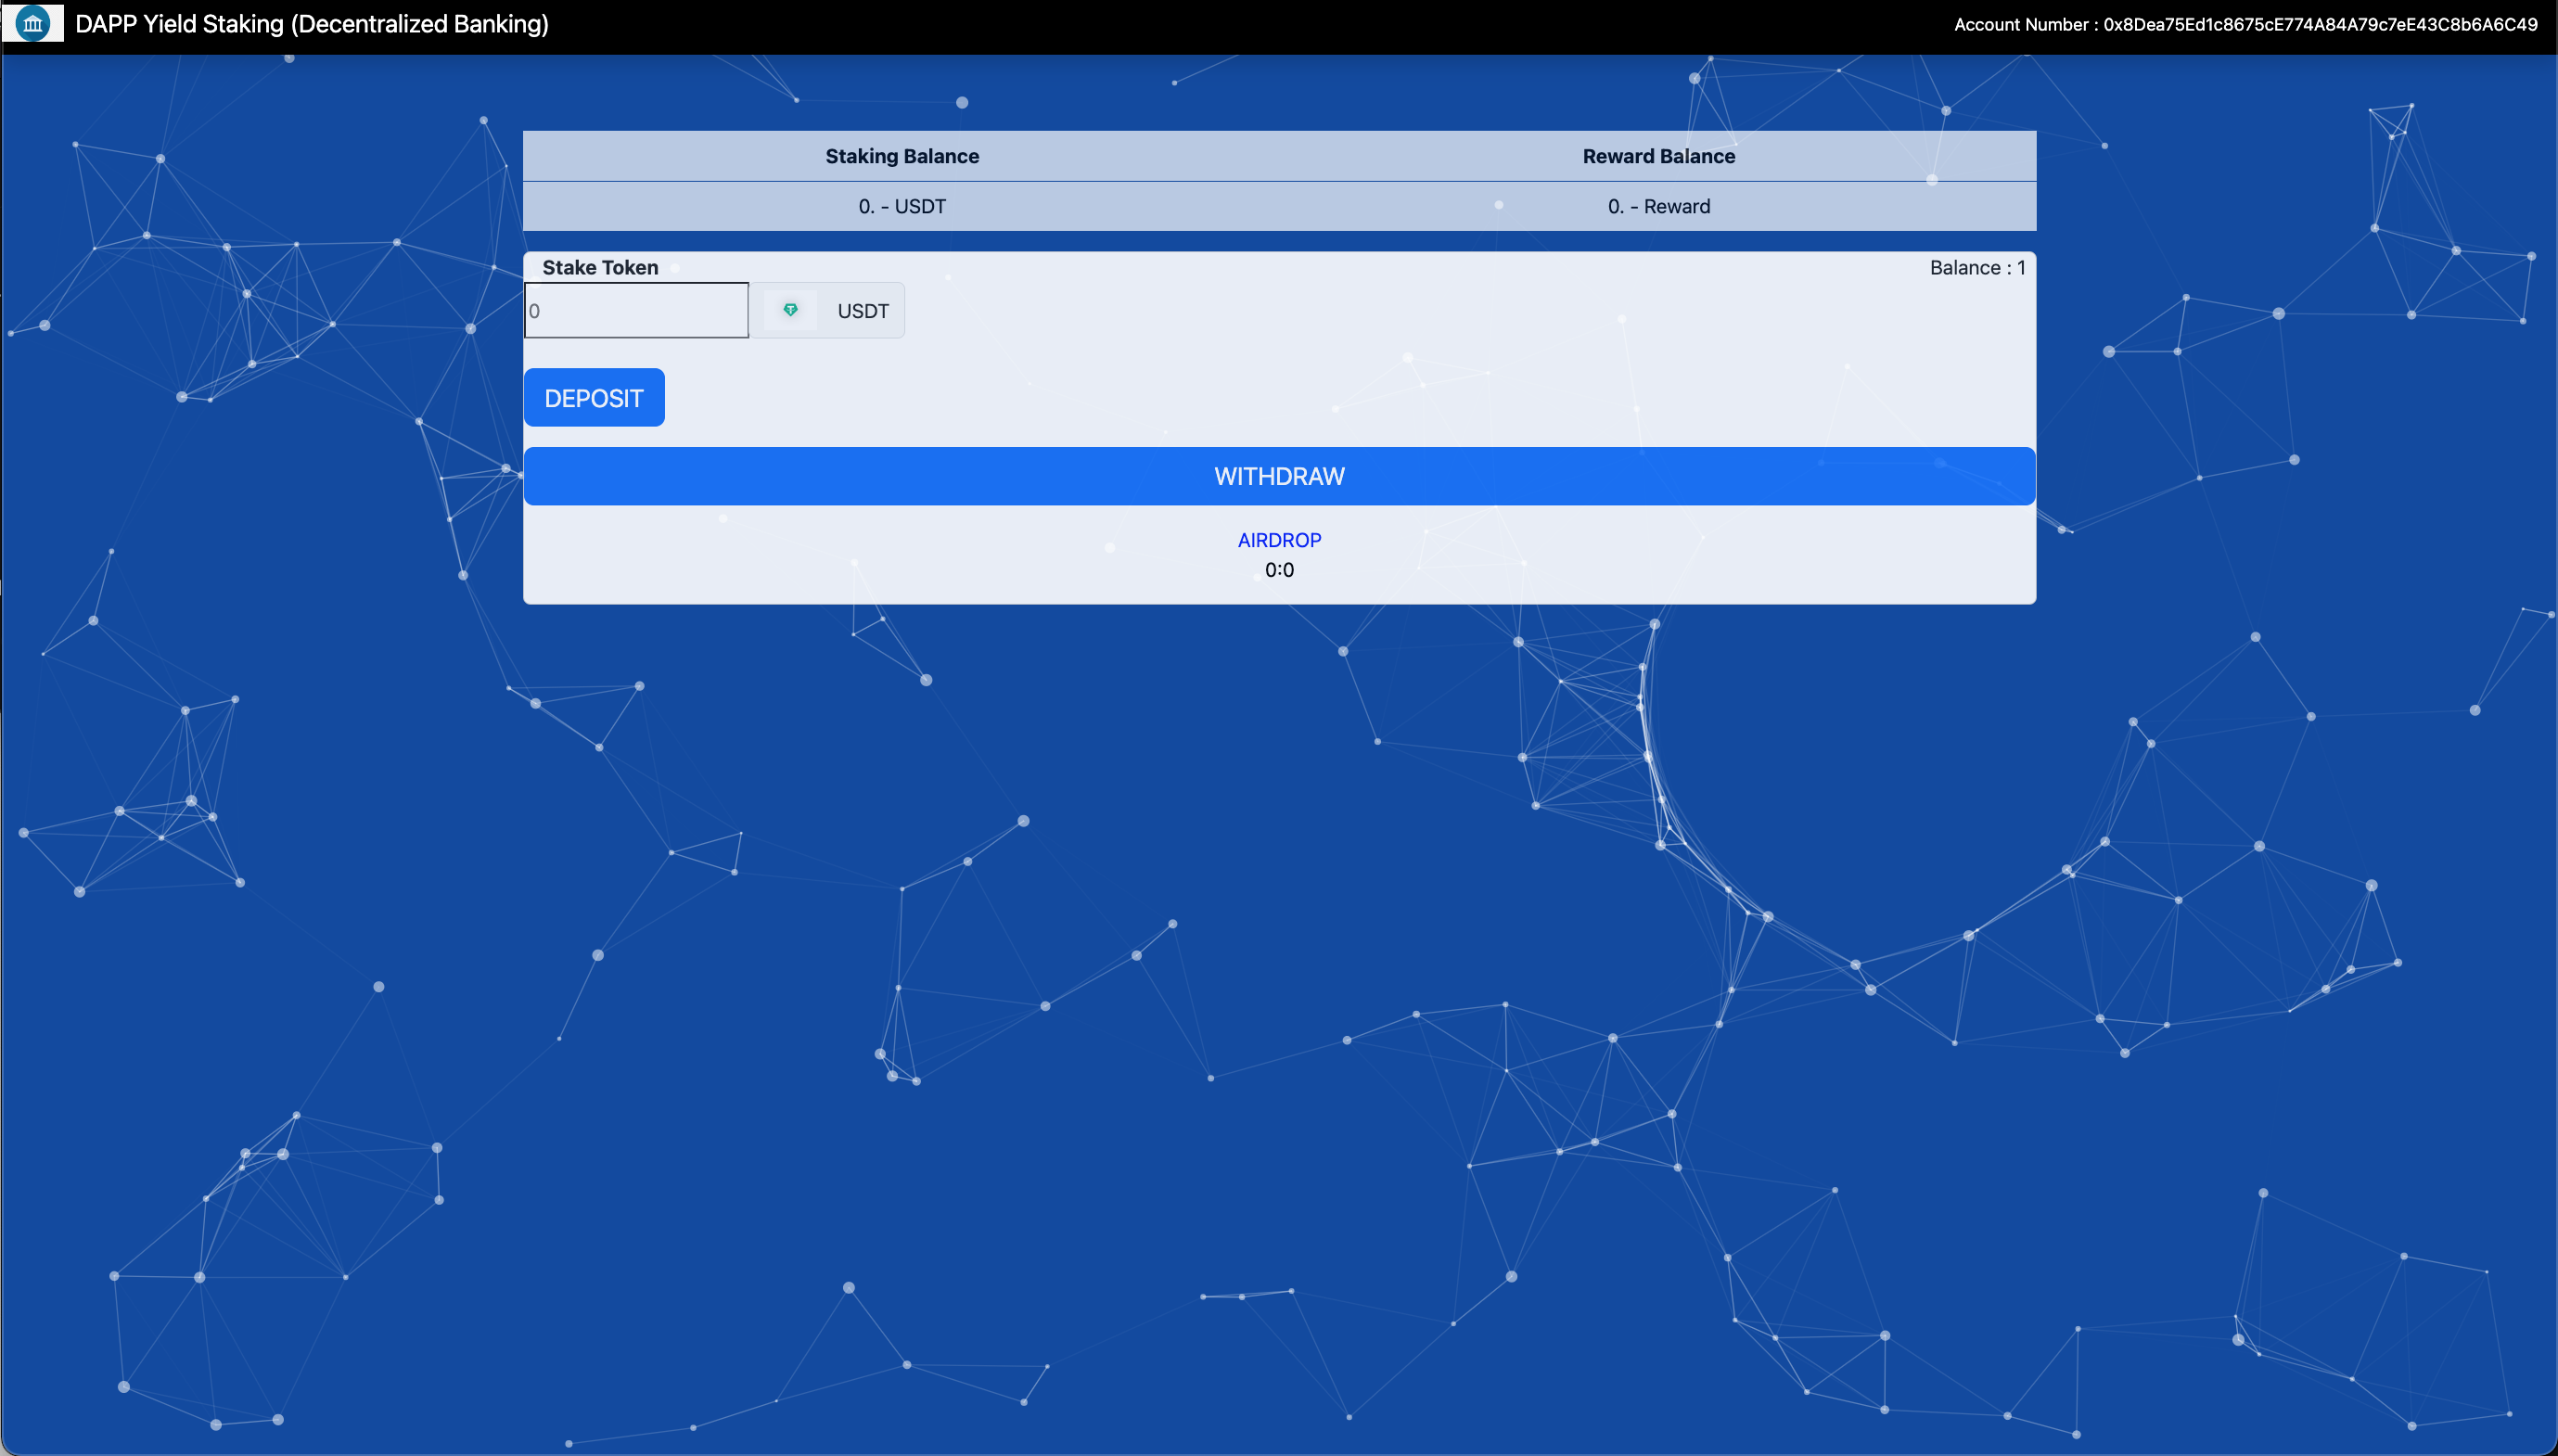 DAPP Yield Staking (Decentralized Banking)
Account Number : 0x8Dea75Ed1c8675cE774A84A79c7eE43C8b6A6C49
Staking Balance
Reward Balance
0. - USDT
0. - Reward
Stake Token
Balance : 1
0
USDT
DEPOSIT
WITHDRAW
AIRDROP
0:0